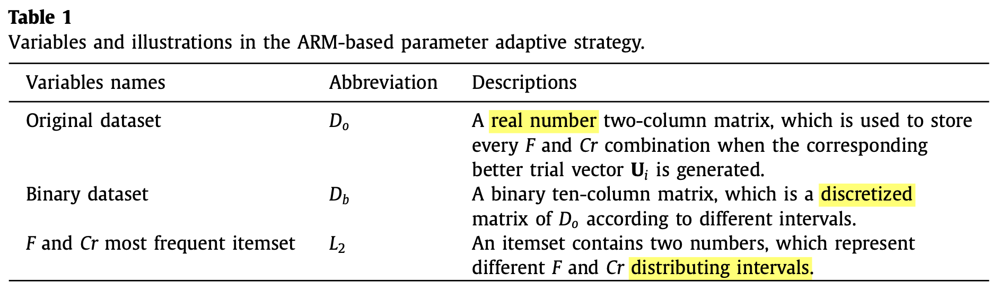 Table 1
Variables and illustrations in the ARM-based parameter adaptive strategy.
Variables names Abbreviation Descriptions
Original dataset D_o A real number two-column matrix, which is used to store
every F and Cr combination when the corresponding
better trial vector U_i is generated.
Binary dataset D_b A binary ten-column matrix, which is a discretized
matrix of D_o according to different intervals.
F and Cr most frequent itemset L_2 An itemset contains two numbers, which represent
different F and Cr distributing intervals.